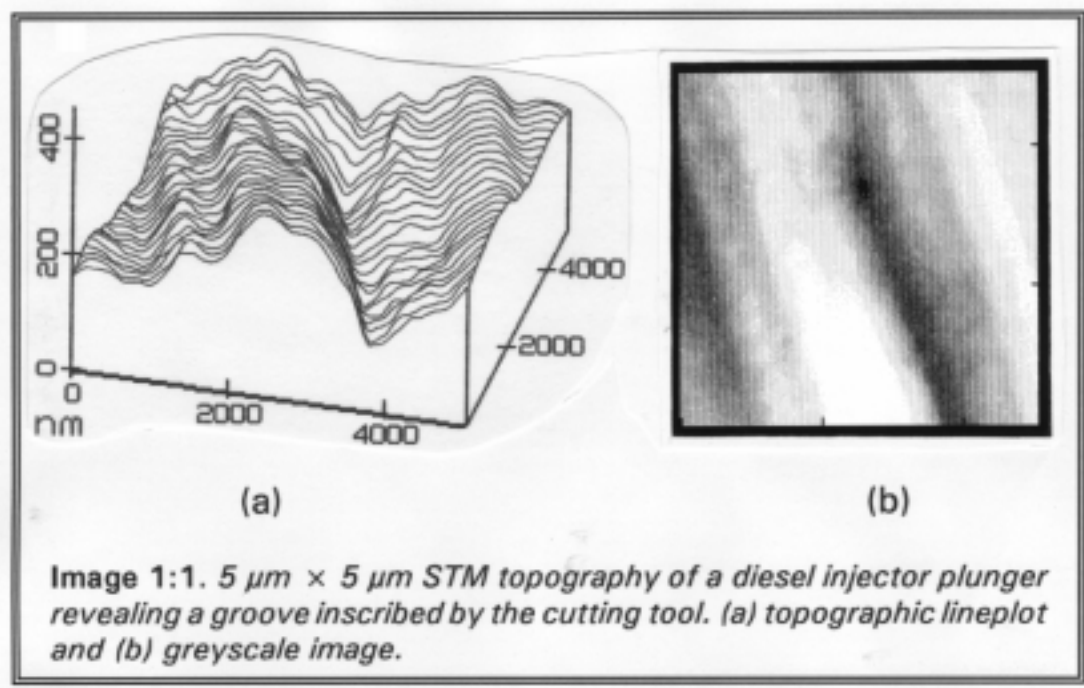 400
200
0
0
nm
2000
4000
2000
4000
(a)
(b)
Image 1:1. 5 μm × 5 μm STM topography of a diesel injector plunger
revealing a groove inscribed by the cutting tool. (a) topographic lineplot
and (b) greyscale image.